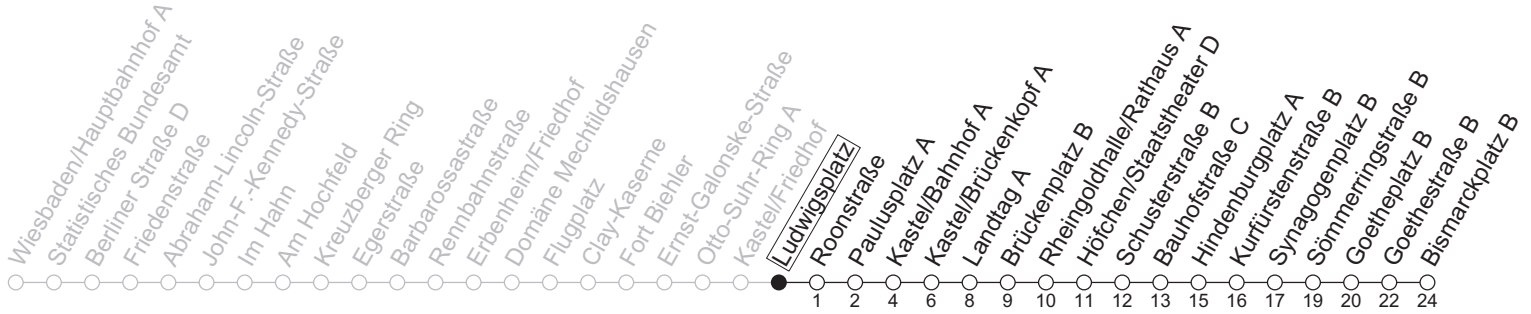 Wiesbaden/Hauptbahnhof A
Statistisches Bundesamt
Berliner Straße D
Friedenstraße
Abraham-Lincoln-Straße
John-F.-Kennedy-Straße
Im Hahn
Am Hochfeld
Kreuzberger Ring
Egerstraße
Barbarossastraße
Rennbahnstraße
Erbenheim/Friedhof
Domäne Mechtildshausen
Flugplatz
Clay-Kaserne
Fort Biehler
Ernst-Galonske-Straße
Otto-Suhr-Ring A
Kastel/Friedhof
Ludwigsplatz
Roonstraße
Paulusplatz A
Kastel/Bahnhof A
Kastel/Brückenkopf A
Landtag A
Brückenplatz B
Rheingoldhalle/Rathaus A
Höfchen/Staatstheater D
Schusterstraße B
Bauhofstraße C
Hindenburgplatz A
Kurfürstenstraße B
Synagogenplatz B
Sömmerringstraße B
Goetheplatz B
Goethestraße B
Bismarckplatz B
1 2 4 6 8 9 10 11 12 13 15 16 17 19 20 22 24